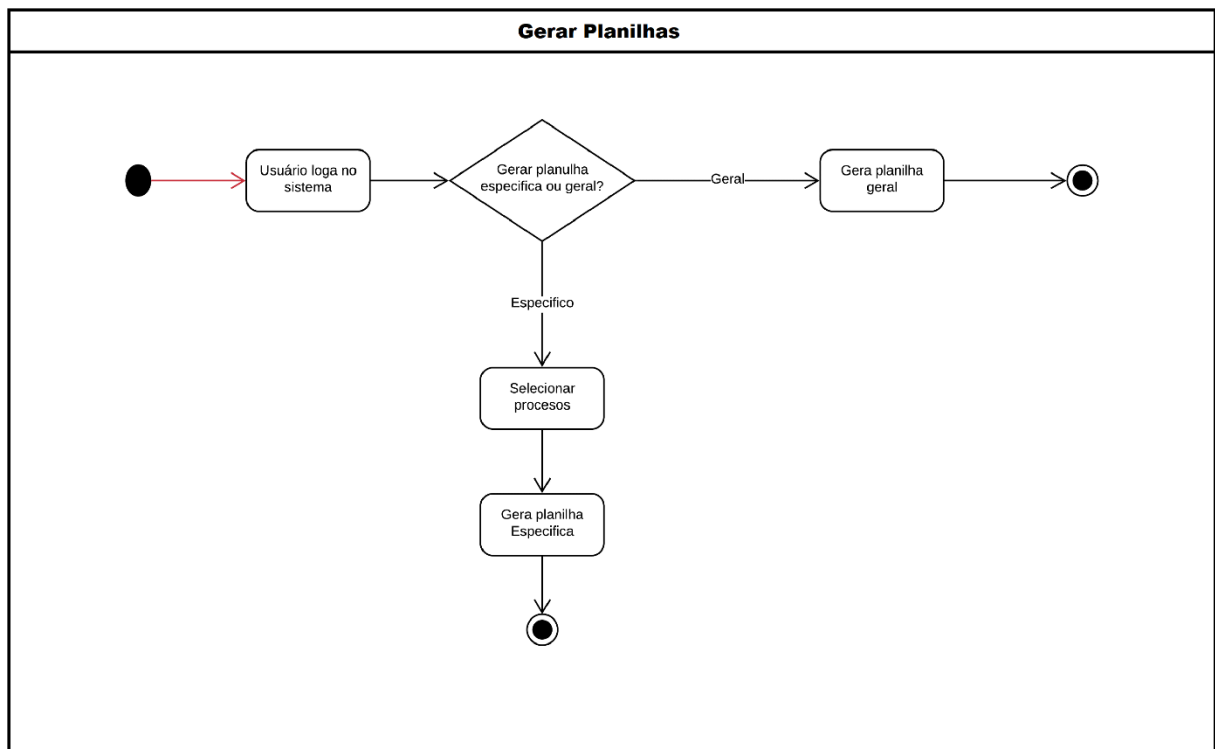 Gerar Planilhas
Usuário loga no
sistema
Gerar planulha
especifica ou geral?
Geral
Gera planilha
geral
Especifico
Selecionar
procesos
Gera planilha
Especifica